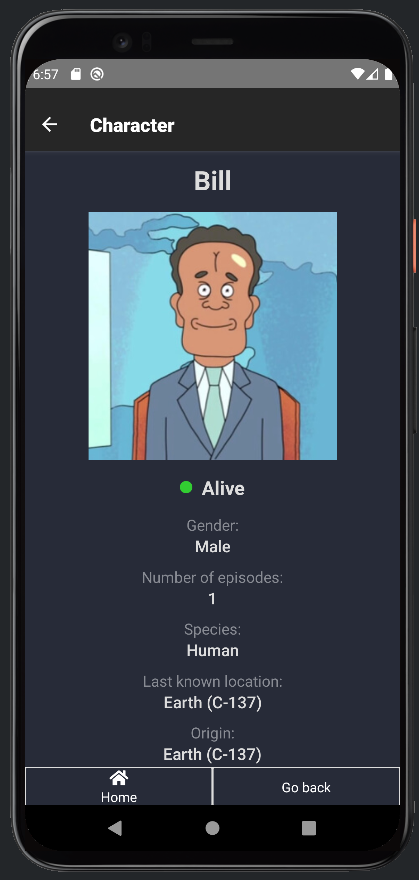 6:57
Character
Bill
Alive
Gender:
Male
Number of episodes:
1
Species:
Human
Last known location:
Earth (C-137)
Origin:
Earth (C-137)
Home
Go back